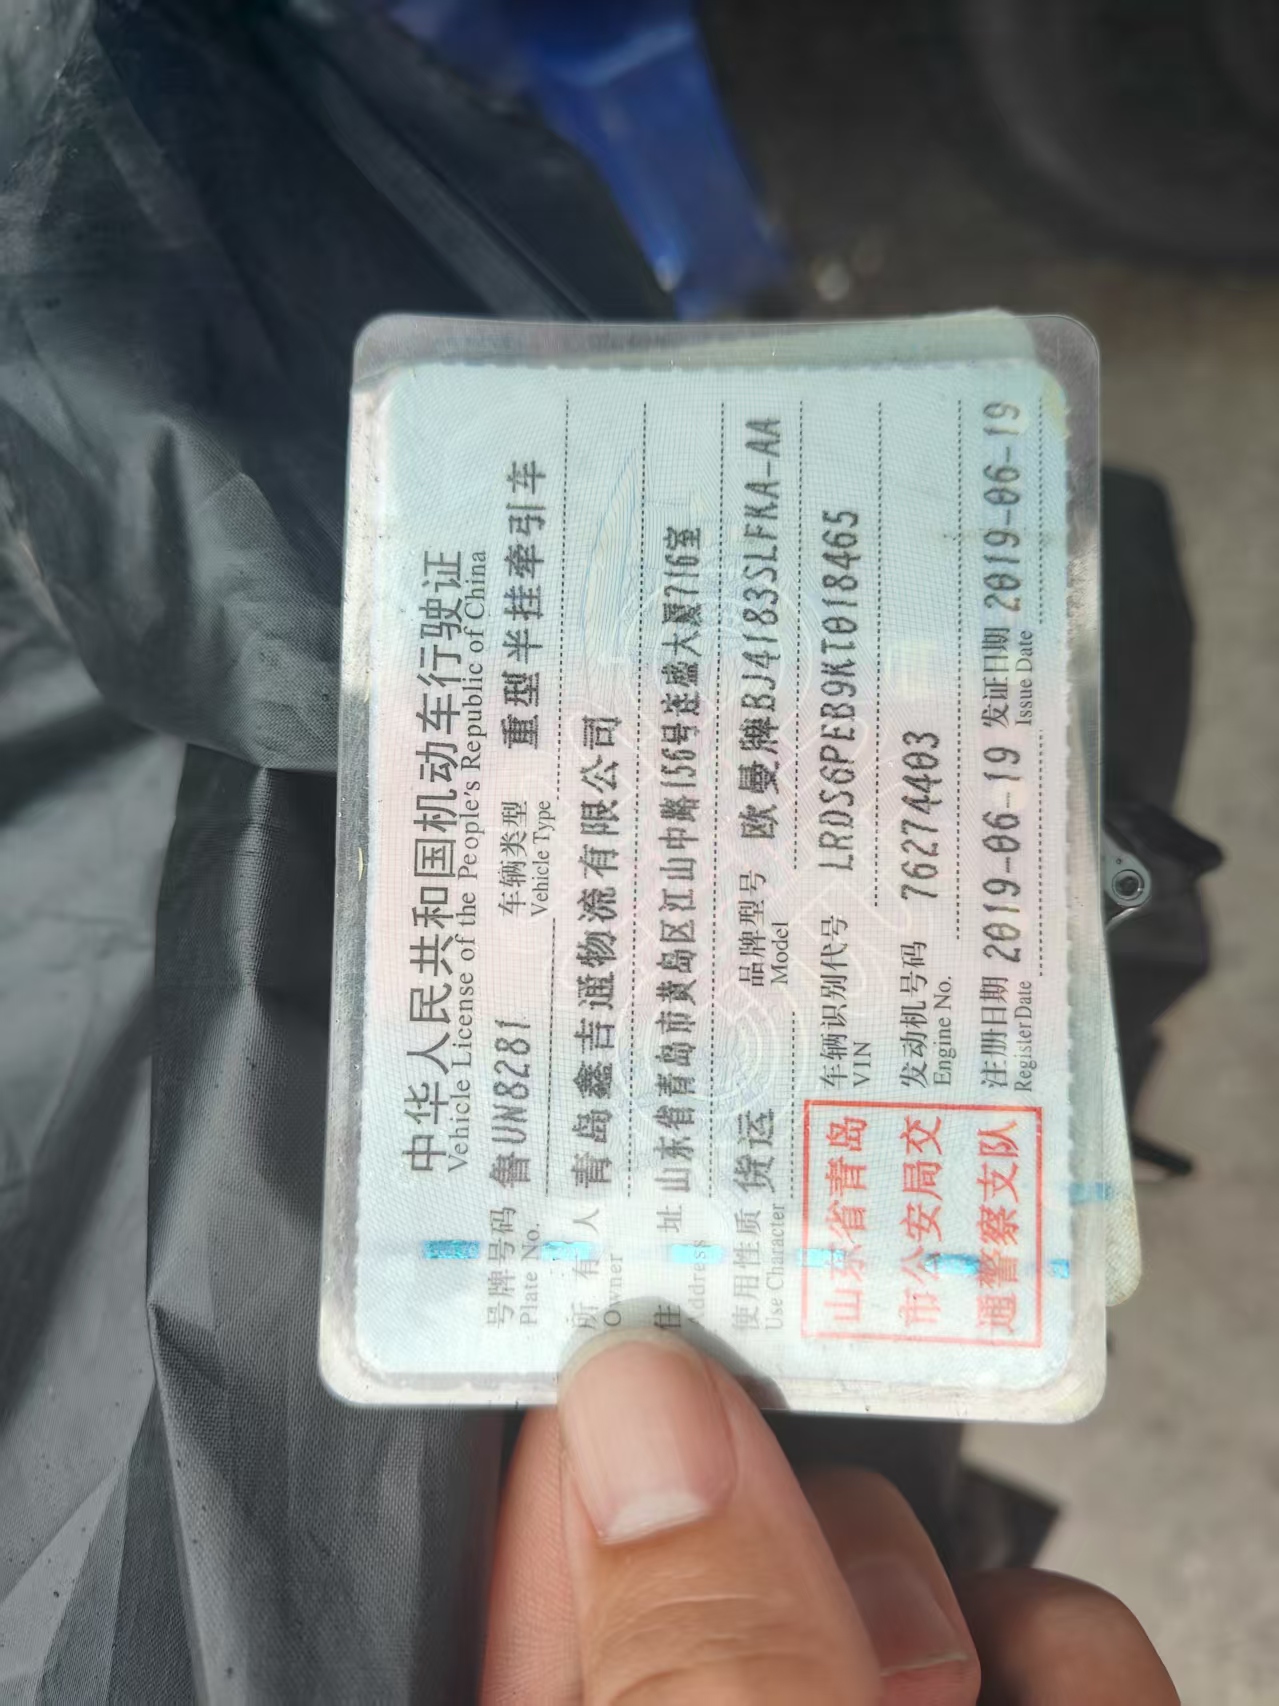 中华人民共和国机动车行驶证
Vehicle License of the People's Republic of China
号牌号码 鲁UN8281 车辆类型 重型半挂牵引车
Plate No. Vehicle Type
所有人 青岛鑫吉通物流有限公司
Owner
住址 山东省青岛市黄岛区江山中路156号连盛大厦716室
Address
使用性质 货运 品牌型号 欧曼牌BJ4183SLFKA-AA
Use Character Model
山东省青岛
市公安局交
通警察支队
车辆识别代号 LRDS6PEB9KT018465
VIN
发动机号码 76274403
Engine No.
注册日期 2019-06-19 发证日期 2019-06-19
Register Date Issue Date